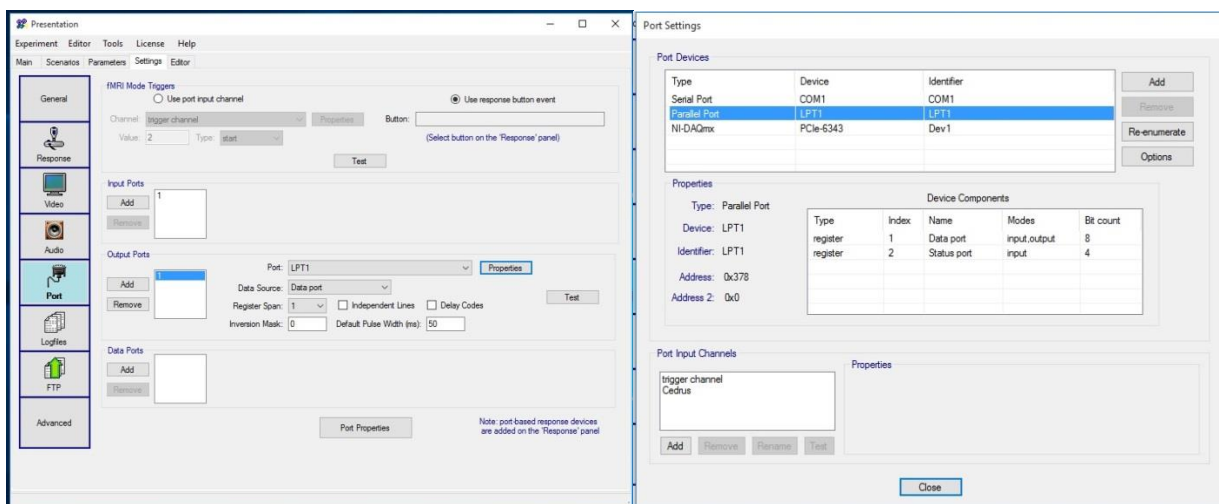 Presentation
Experiment Editor Tools License Help
Main Scenarios Parameters Settings Editor
General
Response
Video
Audio
Port
Logfiles
FTP
Advanced
fMRI Mode Triggers
Use port input channel
Use response button event
Channel: trigger channel Properties Button:
Value: 2 Type: start (Select button on the 'Response' panel)
Test
Input Ports
Add 1
Remove
Output Ports
Add 1
Remove
Port: LPT1 Properties
Data Source: Data port
Register Span: 1 Independent Lines Delay Codes Test
Inversion Mask: 0 Default Pulse Width (ms): 50
Data Ports
Add
Remove
Port Properties
Note: port-based response devices
are added on the 'Response' panel
Port Settings
Port Devices
Type Device Identifier
Serial Port COM1 COM1
Parallel Port LPT1 LPT1
NI-DAQmx PCIe-6343 Dev1
Add
Remove
Re-enumerate
Options
Properties
Type: Parallel Port
Device: LPT1
Identifier: LPT1
Address: 0x378
Address 2: 0x0
Device Components
Type Index Name Modes Bit count
register 1 Data port input,output 8
register 2 Status port input 4
Port Input Channels
trigger channel
Cedrus
Properties
Add Remove Rename Test
Close